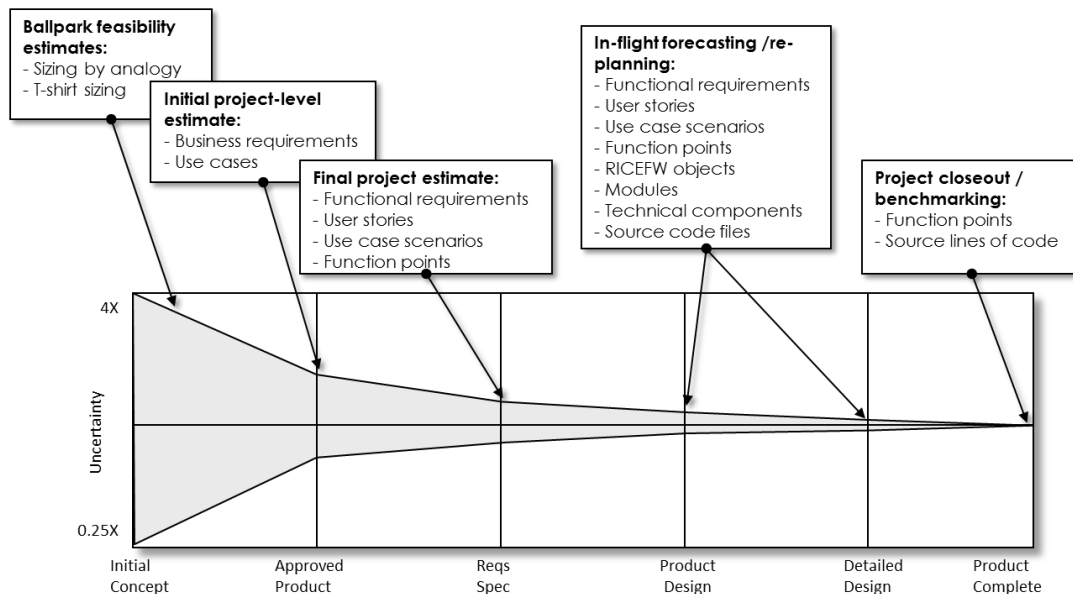 Ballpark feasibility
estimates:
- Sizing by analogy
- T-shirt sizing
Initial project-level
estimate:
- Business requirements
- Use cases
Final project estimate:
- Functional requirements
- User stories
- Use case scenarios
- Function points
In-flight forecasting /re-
planning:
- Functional requirements
- User stories
- Use case scenarios
- Function points
- RICEFW objects
- Modules
- Technical components
- Source code files
Project closeout /
benchmarking:
- Function points
- Source lines of code
4X
Uncertainty
0.25X
Initial
Concept
Approved
Product
Reqs
Spec
Product
Design
Detailed
Design
Product
Complete